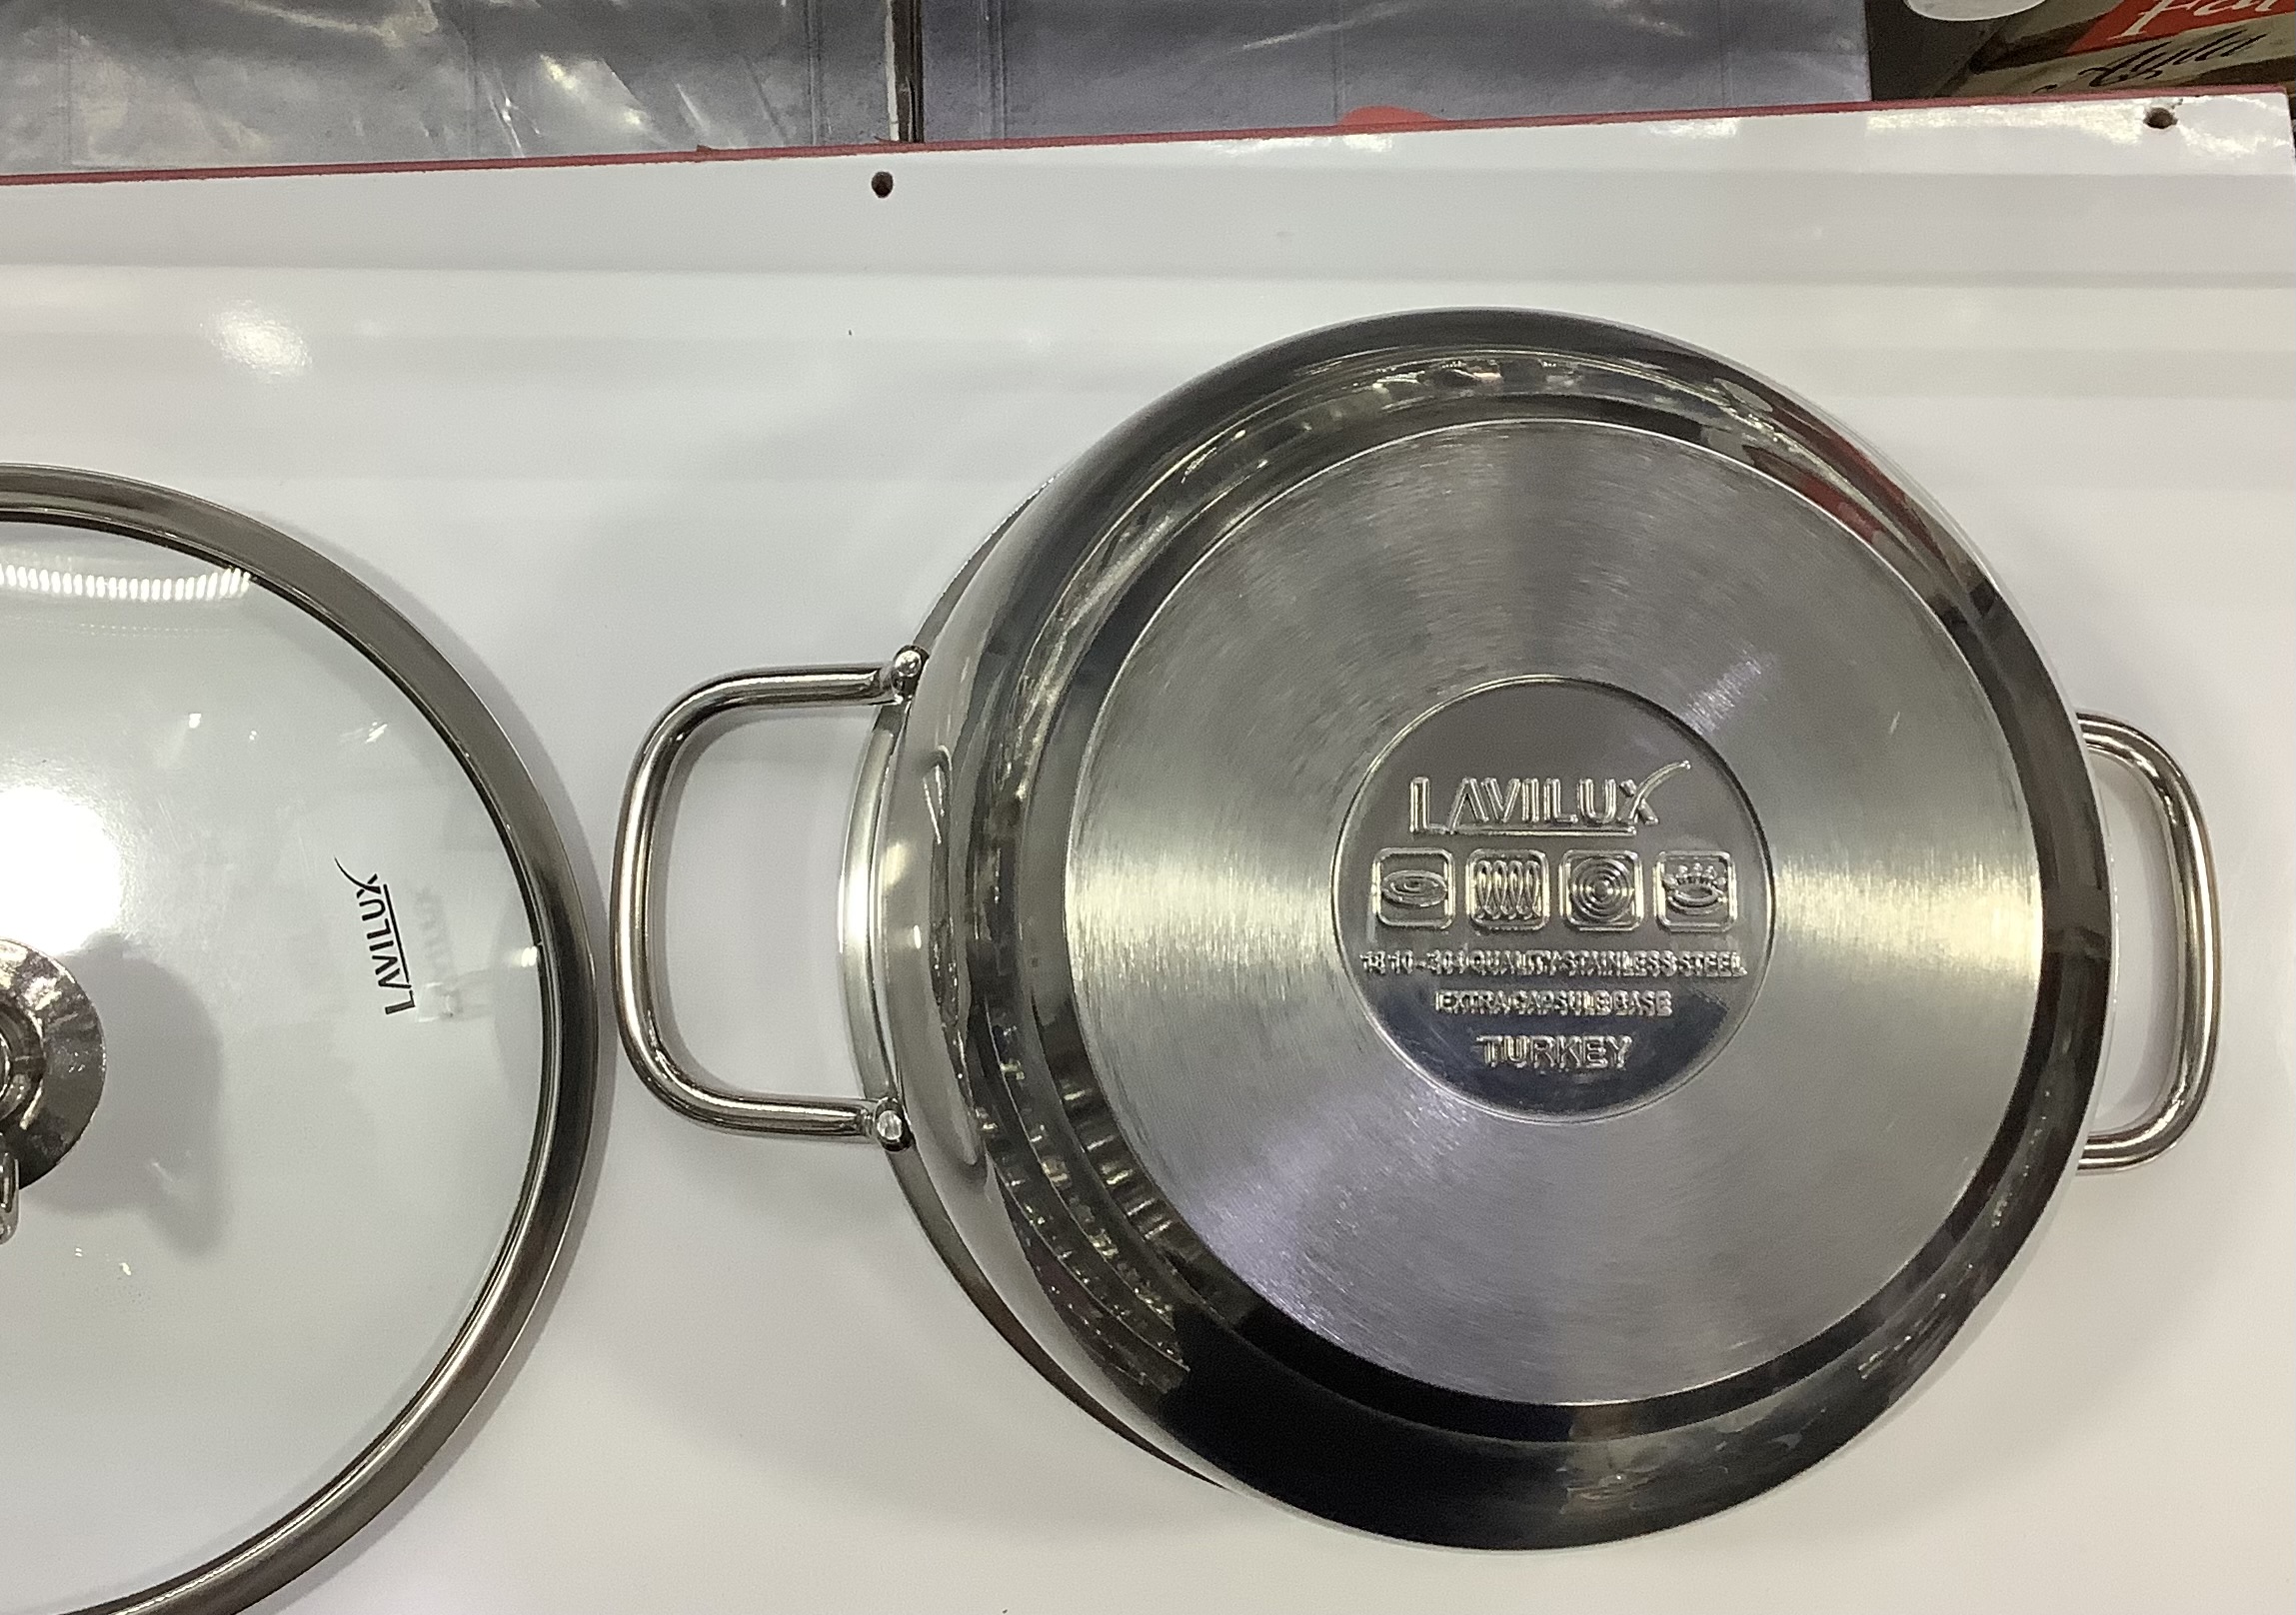 LAVILUX
LAVILUX
18 10-304 QUALITY STAINLESS STEEL
EXTRA CAPSULE BASE
TURKEY